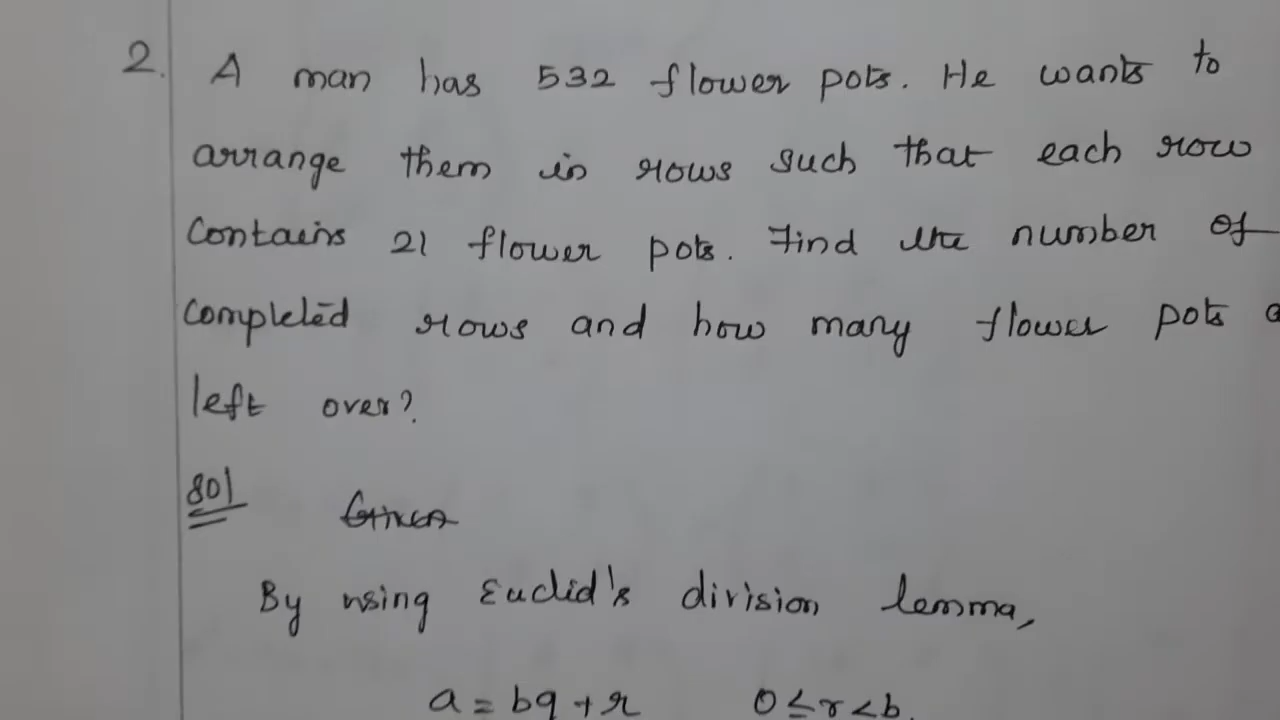 2. A man has 532 flower pots. He wants to
arrange them in rows such that each row
Contains 21 flower pots. Find the number of
completed rows and how many flower pots
left over?
Sol
Given
By using Euclid's division lemma,
a = bq + r 0 ≤ r < b.